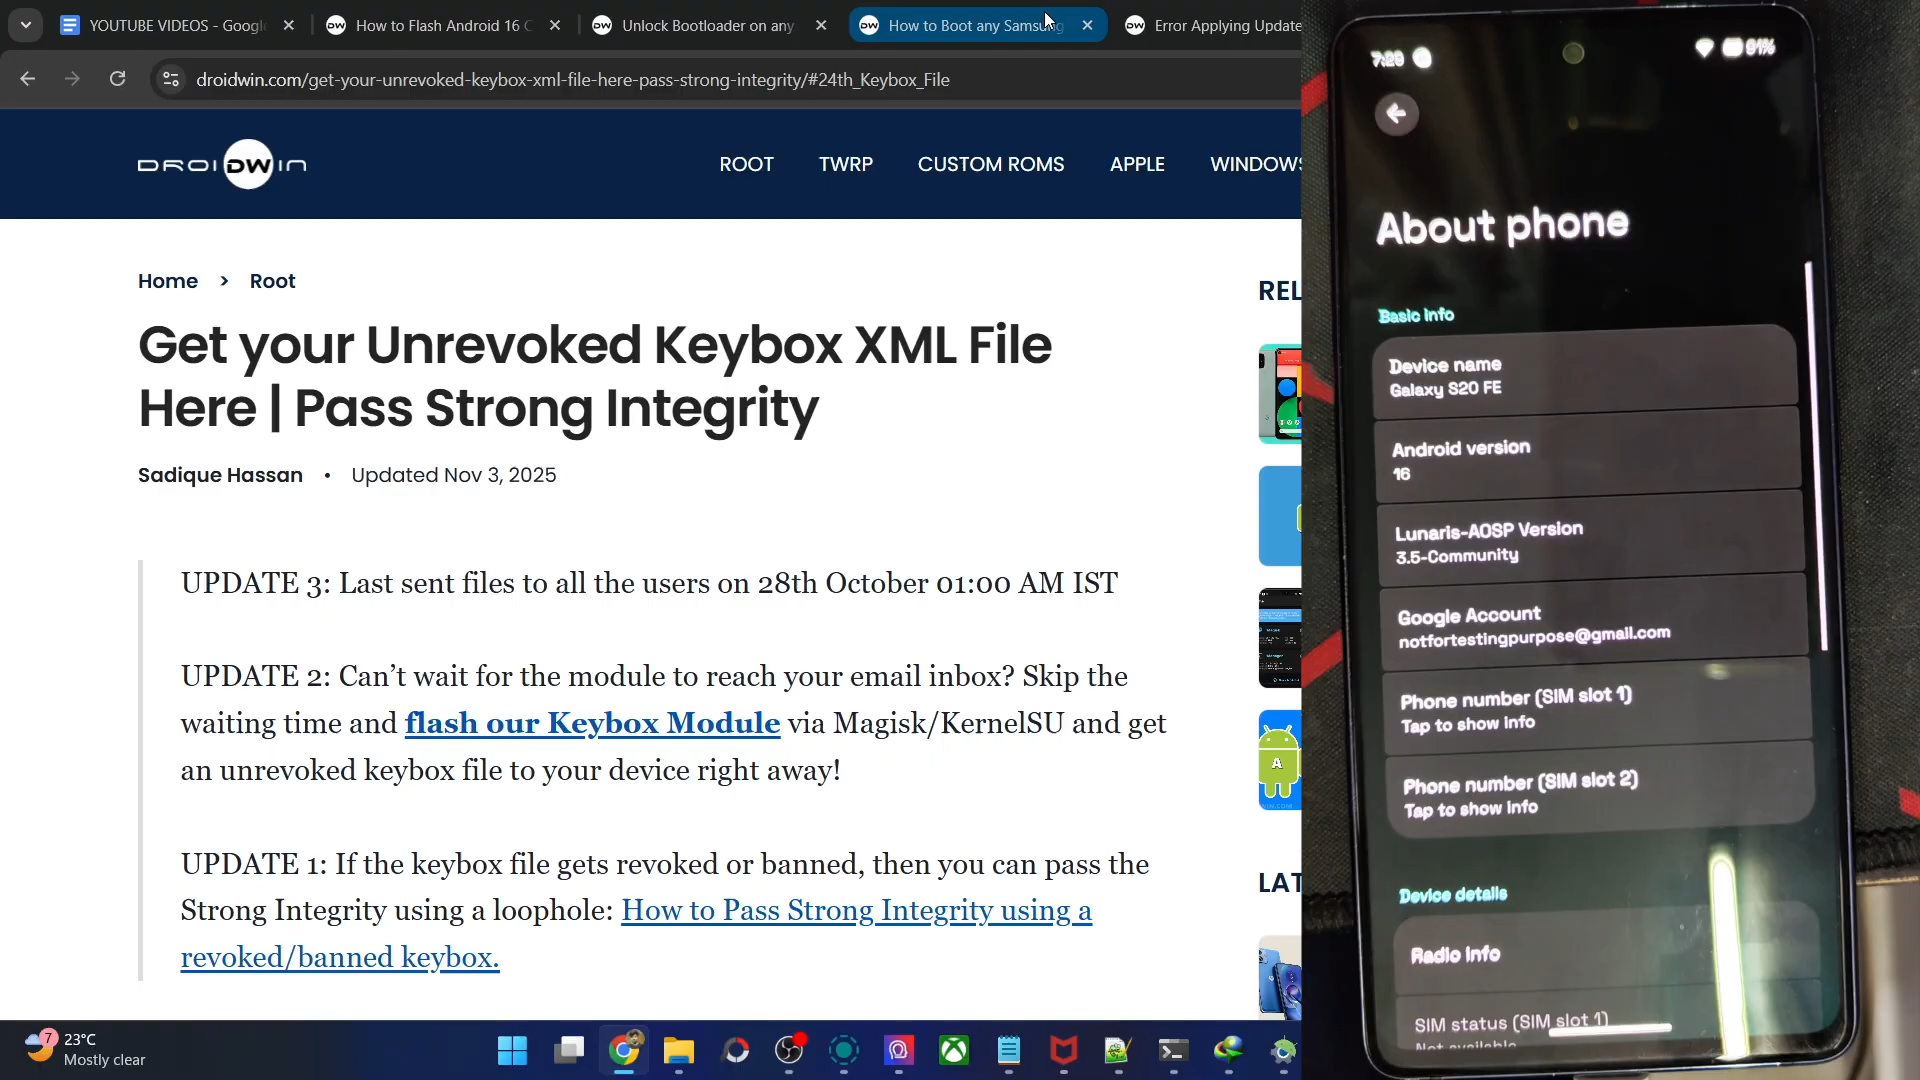 YOUTUBE VIDEOS - Googl
How to Flash Android 16 C
Unlock Bootloader on any
How to Boot any Samsung
Error Applying Update
droidwin.com/get-your-unrevoked-keybox-xml-file-here-pass-strong-integrity/#24th_Keybox_File
DROIDWIN
ROOT
TWRP
CUSTOM ROMS
APPLE
WINDOWS
Home > Root
Get your Unrevoked Keybox XML File
Here | Pass Strong Integrity
Sadique Hassan • Updated Nov 3, 2025
UPDATE 3: Last sent files to all the users on 28th October 01:00 AM IST
UPDATE 2: Can’t wait for the module to reach your email inbox? Skip the
waiting time and flash our Keybox Module via Magisk/KernelSU and get
an unrevoked keybox file to your device right away!
UPDATE 1: If the keybox file gets revoked or banned, then you can pass the
Strong Integrity using a loophole: How to Pass Strong Integrity using a
revoked/banned keybox.
REL
LAT
7
23°C
Mostly clear
7:29
91%
About phone
Basic info
Device name
Galaxy S20 FE
Android version
16
Lunaris-AOSP Version
3.5-Community
Google Account
notfortestingpurpose@gmail.com
Phone number (SIM slot 1)
Tap to show info
Phone number (SIM slot 2)
Tap to show info
Device details
Radio info
SIM status (SIM slot 1)
Not available